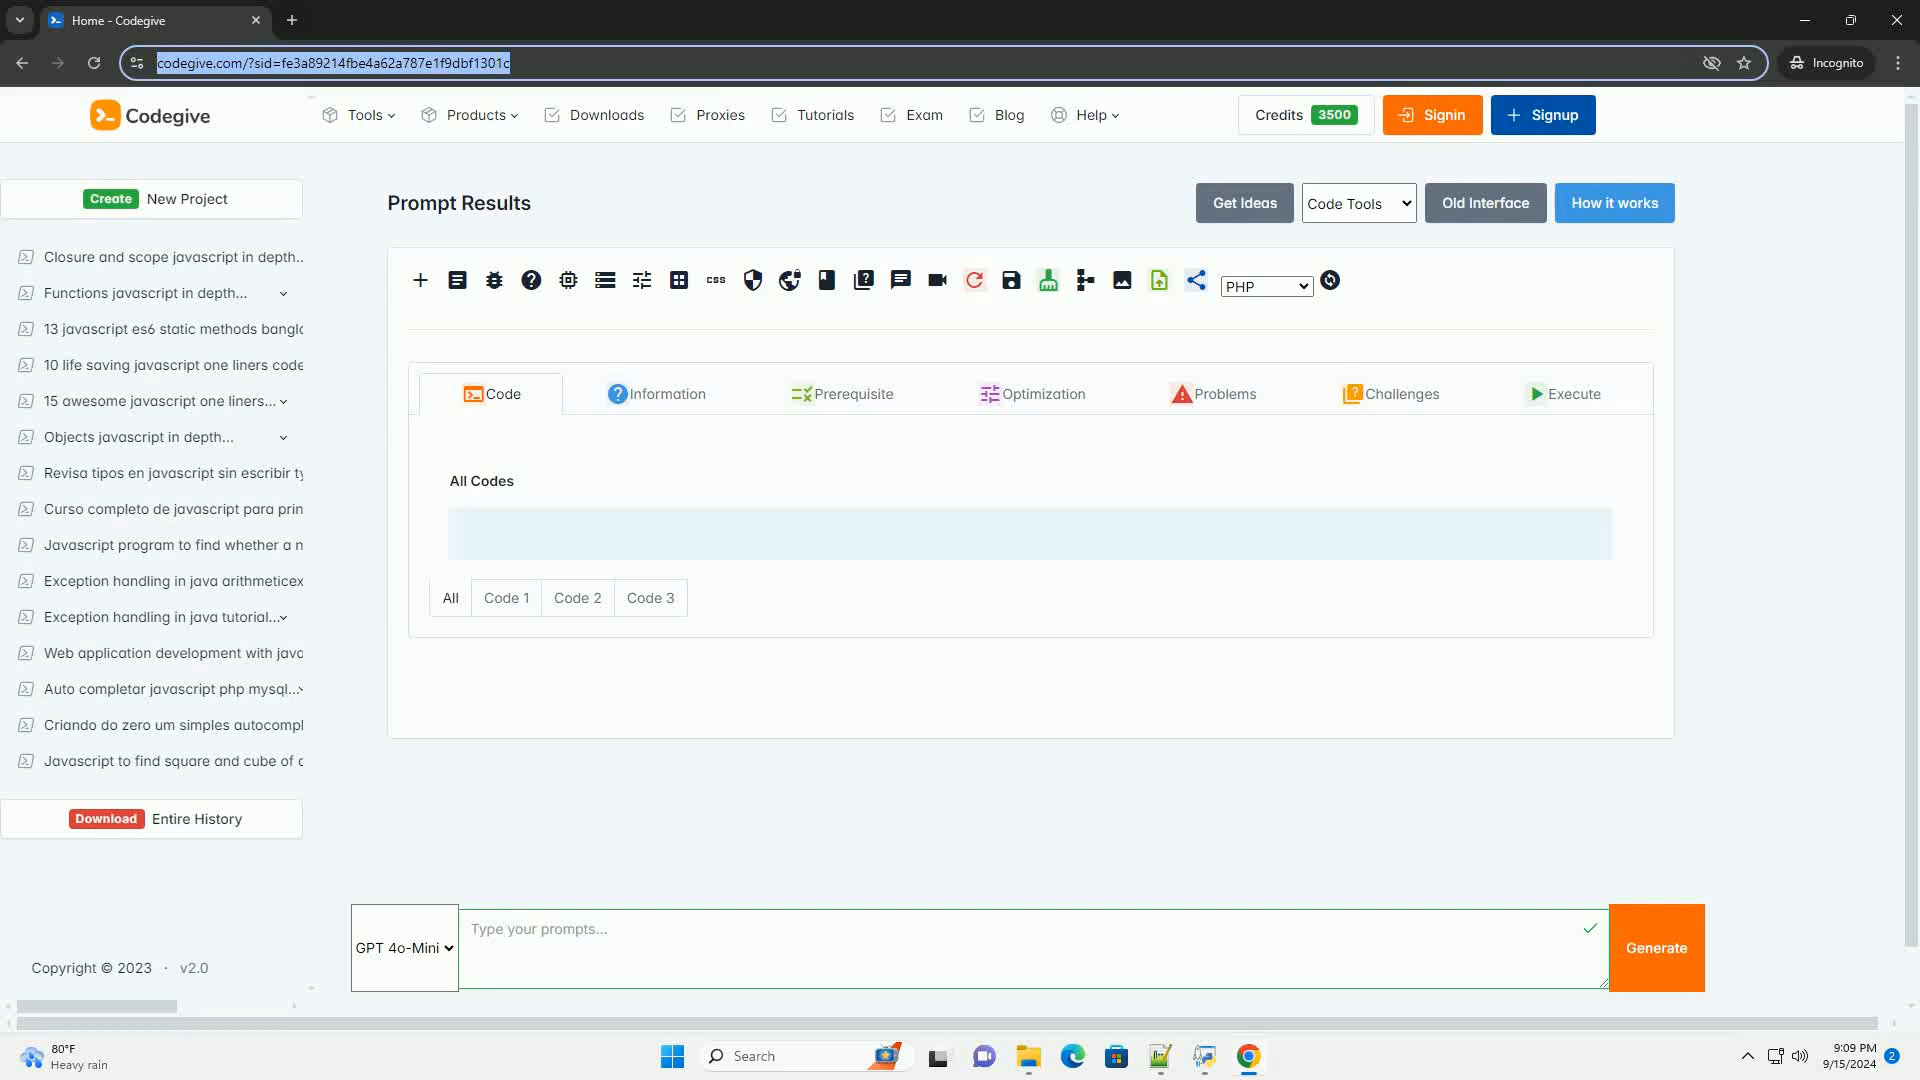 Home - Codegive
codegive.com/?sid=fe3a89214fbe4a62a787e1f9dbf1301c
Incognito
Codegive
Tools
Products
Downloads
Proxies
Tutorials
Exam
Blog
Help
Credits 3500
Signin
Signup
Create New Project
Closure and scope javascript in depth..
Functions javascript in depth...
13 javascript es6 static methods bangl
10 life saving javascript one liners code
15 awesome javascript one liners...
Objects javascript in depth...
Revisa tipos en javascript sin escribir ty
Curso completo de javascript para prin
Javascript program to find whether a n
Exception handling in java arithmeticex
Exception handling in java tutorial...
Web application development with java
Auto completar javascript php mysql...
Criando do zero um simples autocompl
Javascript to find square and cube of
Download Entire History
Copyright © 2023 · v2.0
Prompt Results
Get Ideas
Code Tools
Old Interface
How it works
css
PHP
Code
Information
Prerequisite
Optimization
Problems
Challenges
Execute
All Codes
All
Code 1
Code 2
Code 3
GPT 4o-Mini
Type your prompts...
Generate
80°F
Heavy rain
Search
9:09 PM
9/15/2024
2